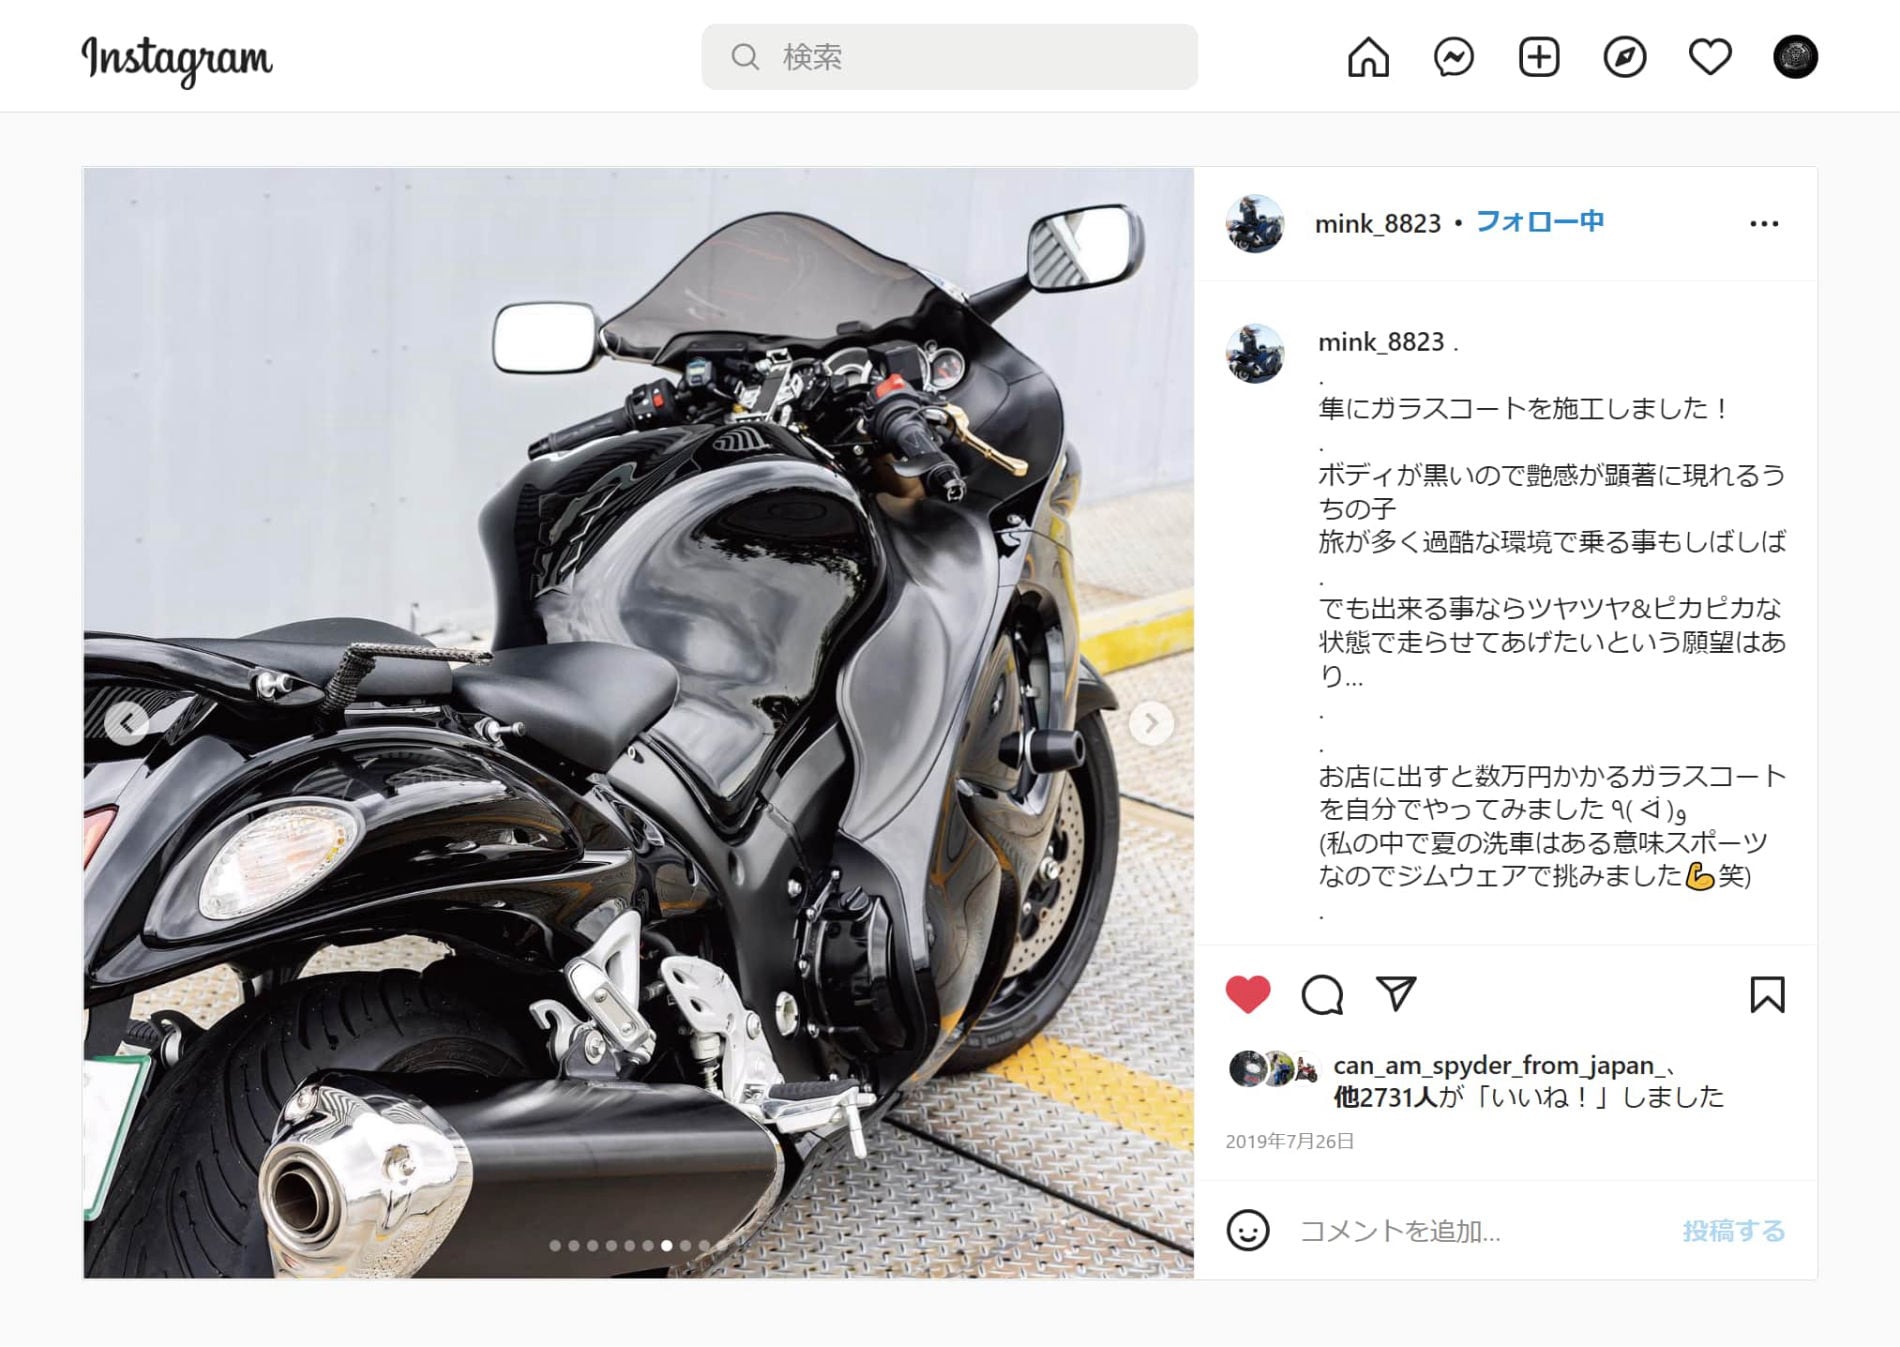 Instagram
検索
mink_8823 • フォロー中
mink_8823 .
.
隼にガラスコートを施工しました！
.
ボディが黒いので艶感が顕著に現れるう
ちの子
旅が多く過酷な環境で乗る事もしばしば
.
でも出来る事ならツヤツヤ&ピカピカな
状態で走らせてあげたいという願望はあ
り...
.
.
お店に出すと数万円かかるガラスコート
を自分でやってみました ٩( ᐛ )و
(私の中で夏の洗車はある意味スポーツ
なのでジムウェアで挑みました💪笑)
.
can_am_spyder_from_japan_、
他2731人が「いいね！」しました
2019年7月26日
コメントを追加...
投稿する